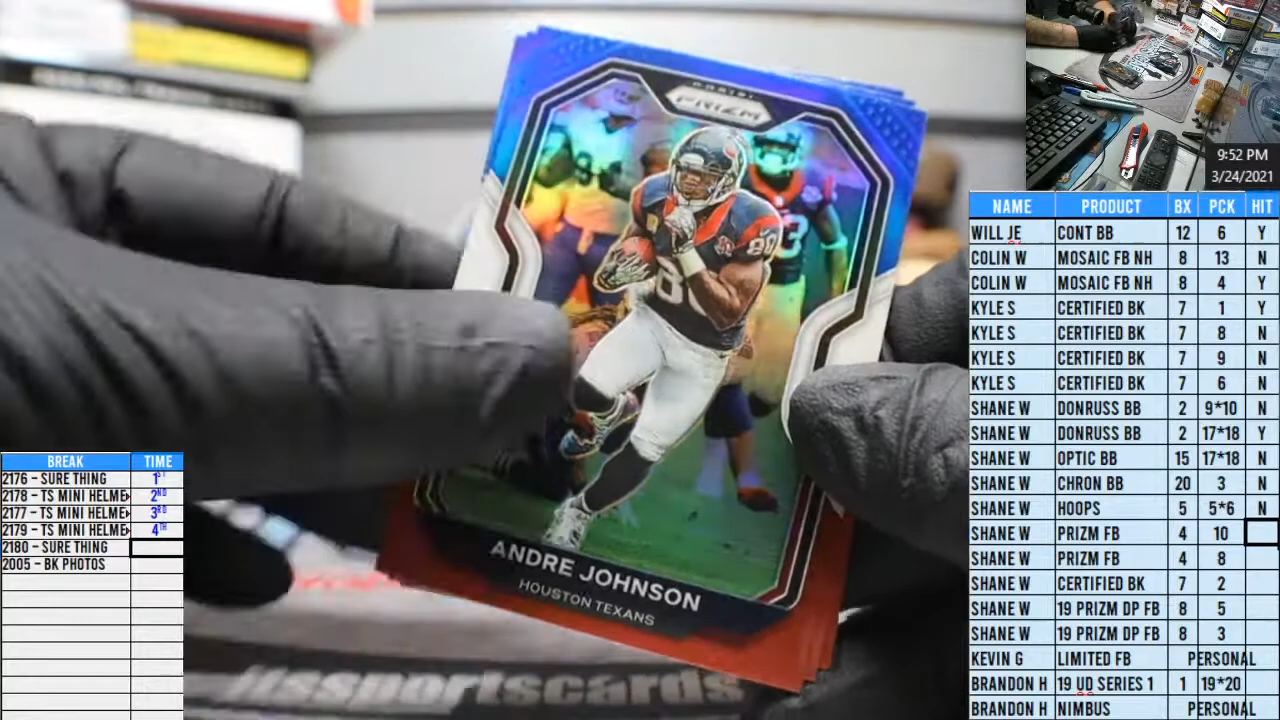 PANINI
PRIZM
80
ANDRE JOHNSON
HOUSTON TEXANS
sportscards
9:52 PM
3/24/2021
NAME PRODUCT BX PCK HIT
WILL JE CONT BB 12 6 Y
COLIN W MOSAIC FB NH 8 13 N
COLIN W MOSAIC FB NH 8 4 Y
KYLE S CERTIFIED BK 7 1 Y
KYLE S CERTIFIED BK 7 8 N
KYLE S CERTIFIED BK 7 9 N
KYLE S CERTIFIED BK 7 6 N
SHANE W DONRUSS BB 2 9*10 N
SHANE W DONRUSS BB 2 17*18 Y
SHANE W OPTIC BB 15 17*18 N
SHANE W CHRON BB 20 3 N
SHANE W HOOPS 5 5*6 N
SHANE W PRIZM FB 4 10
SHANE W PRIZM FB 4 8
SHANE W CERTIFIED BK 7 2
SHANE W 19 PRIZM DP FB 8 5
SHANE W 19 PRIZM DP FB 8 3
KEVIN G LIMITED FB PERSONAL
BRANDON H 19 UD SERIES 1 1 19*20
BRANDON H NIMBUS PERSONAL
BREAK TIME
2176 - SURE THING 1ST
2178 - TS MINI HELME 2ND
2177 - TS MINI HELME 3RD
2179 - TS MINI HELME 4TH
2180 - SURE THING
2005 - BK PHOTOS